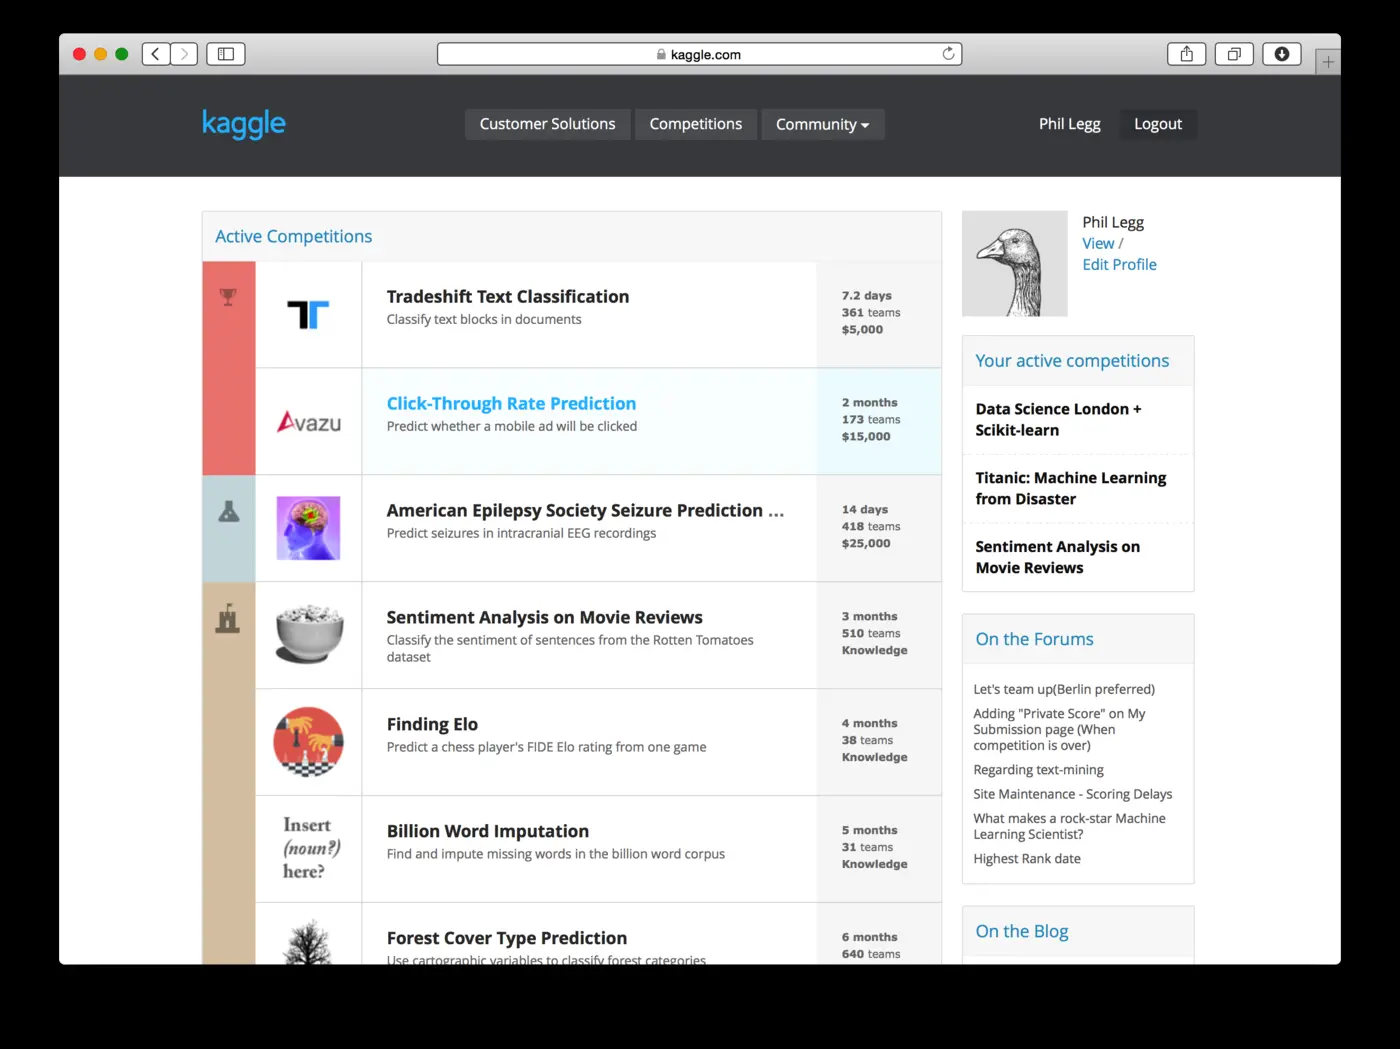 kaggle.com
kaggle
Customer Solutions
Competitions
Community
Phil Legg
Logout
Active Competitions
Tradeshift Text Classification
Classify text blocks in documents
7.2 days
361 teams
$5,000
Avazu
Click-Through Rate Prediction
Predict whether a mobile ad will be clicked
2 months
173 teams
$15,000
American Epilepsy Society Seizure Prediction ...
Predict seizures in intracranial EEG recordings
14 days
418 teams
$25,000
Sentiment Analysis on Movie Reviews
Classify the sentiment of sentences from the Rotten Tomatoes
dataset
3 months
510 teams
Knowledge
Finding Elo
Predict a chess player's FIDE Elo rating from one game
4 months
38 teams
Knowledge
Insert
(noun?)
here?
Billion Word Imputation
Find and impute missing words in the billion word corpus
5 months
31 teams
Knowledge
Forest Cover Type Prediction
Use cartographic variables to classify forest categories
6 months
640 teams
Phil Legg
View /
Edit Profile
Your active competitions
Data Science London +
Scikit-learn
Titanic: Machine Learning
from Disaster
Sentiment Analysis on
Movie Reviews
On the Forums
Let's team up(Berlin preferred)
Adding "Private Score" on My
Submission page (When
competition is over)
Regarding text-mining
Site Maintenance - Scoring Delays
What makes a rock-star Machine
Learning Scientist?
Highest Rank date
On the Blog